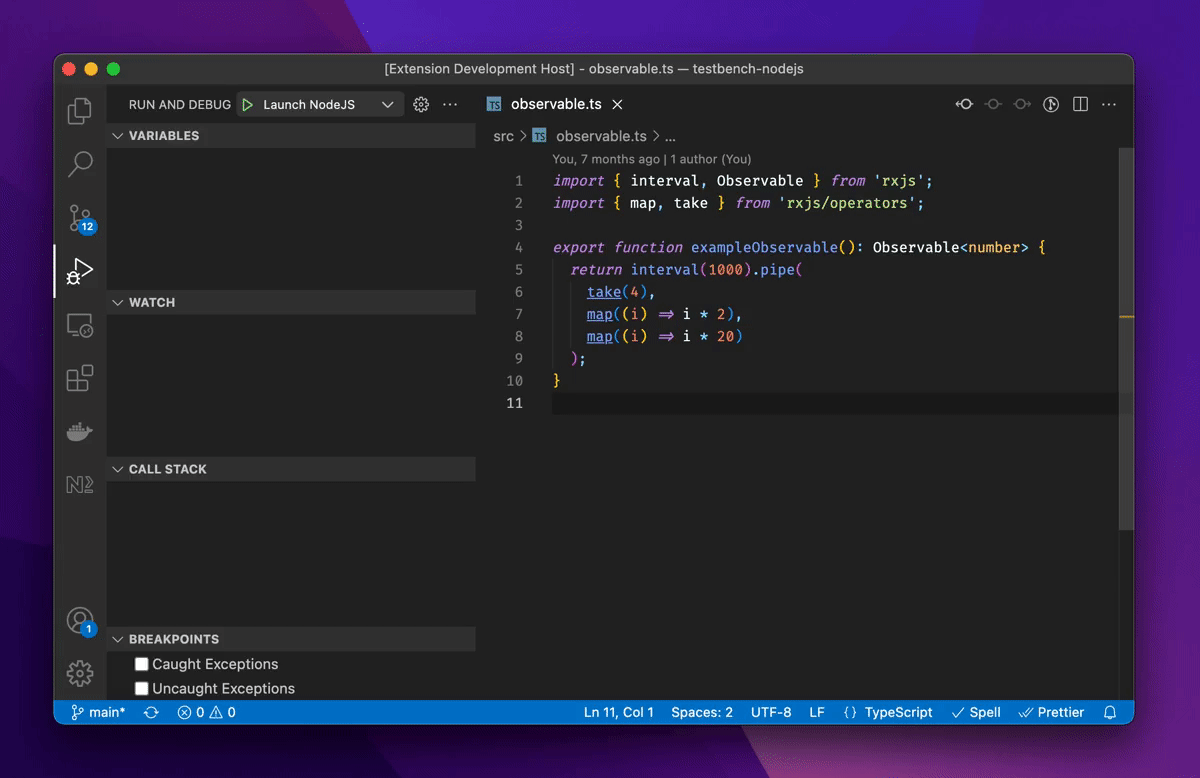 [Extension Development Host] - observable.ts — testbench-nodejs
RUN AND DEBUG Launch NodeJS
VARIABLES
12
WATCH
CALL STACK
1
BREAKPOINTS
Caught Exceptions
Uncaught Exceptions
TS observable.ts
src > TS observable.ts > ...
You, 7 months ago | 1 author (You)
1 import { interval, Observable } from 'rxjs';
2 import { map, take } from 'rxjs/operators';
3
4 export function exampleObservable(): Observable<number> {
5 return interval(1000).pipe(
6 take(4),
7 map((i) => i * 2),
8 map((i) => i * 20)
9 );
10 }
11
main* 0 0 Ln 11, Col 1 Spaces: 2 UTF-8 LF {} TypeScript Spell Prettier